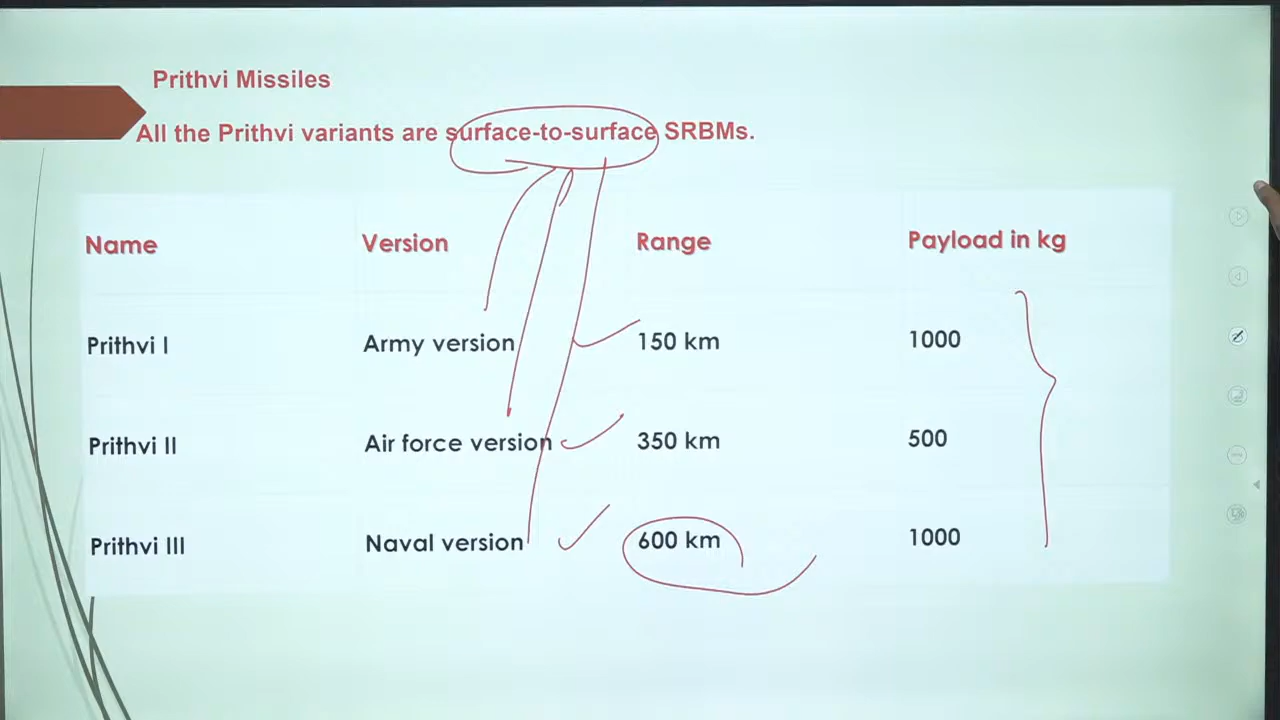 Prithvi Missiles
All the Prithvi variants are surface-to-surface SRBMs.
Name Version Range Payload in kg
Prithvi I Army version 150 km 1000
Prithvi II Air force version 350 km 500
Prithvi III Naval version 600 km 1000